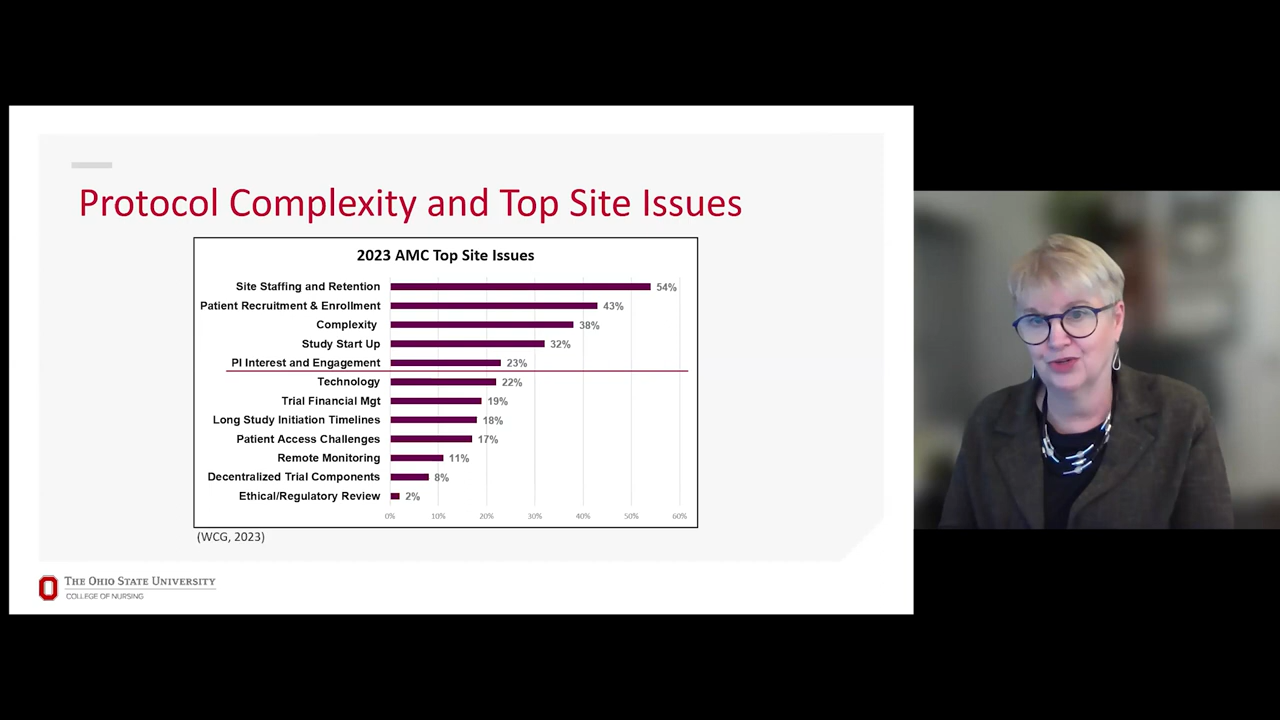 Protocol Complexity and Top Site Issues
2023 AMC Top Site Issues
Site Staffing and Retention 54%
Patient Recruitment & Enrollment 43%
Complexity 38%
Study Start Up 32%
PI Interest and Engagement 23%
Technology 22%
Trial Financial Mgt 19%
Long Study Initiation Timelines 18%
Patient Access Challenges 17%
Remote Monitoring 11%
Decentralized Trial Components 8%
Ethical/Regulatory Review 2%
0% 10% 20% 30% 40% 50% 60%
(WCG, 2023)
THE OHIO STATE UNIVERSITY
COLLEGE OF NURSING